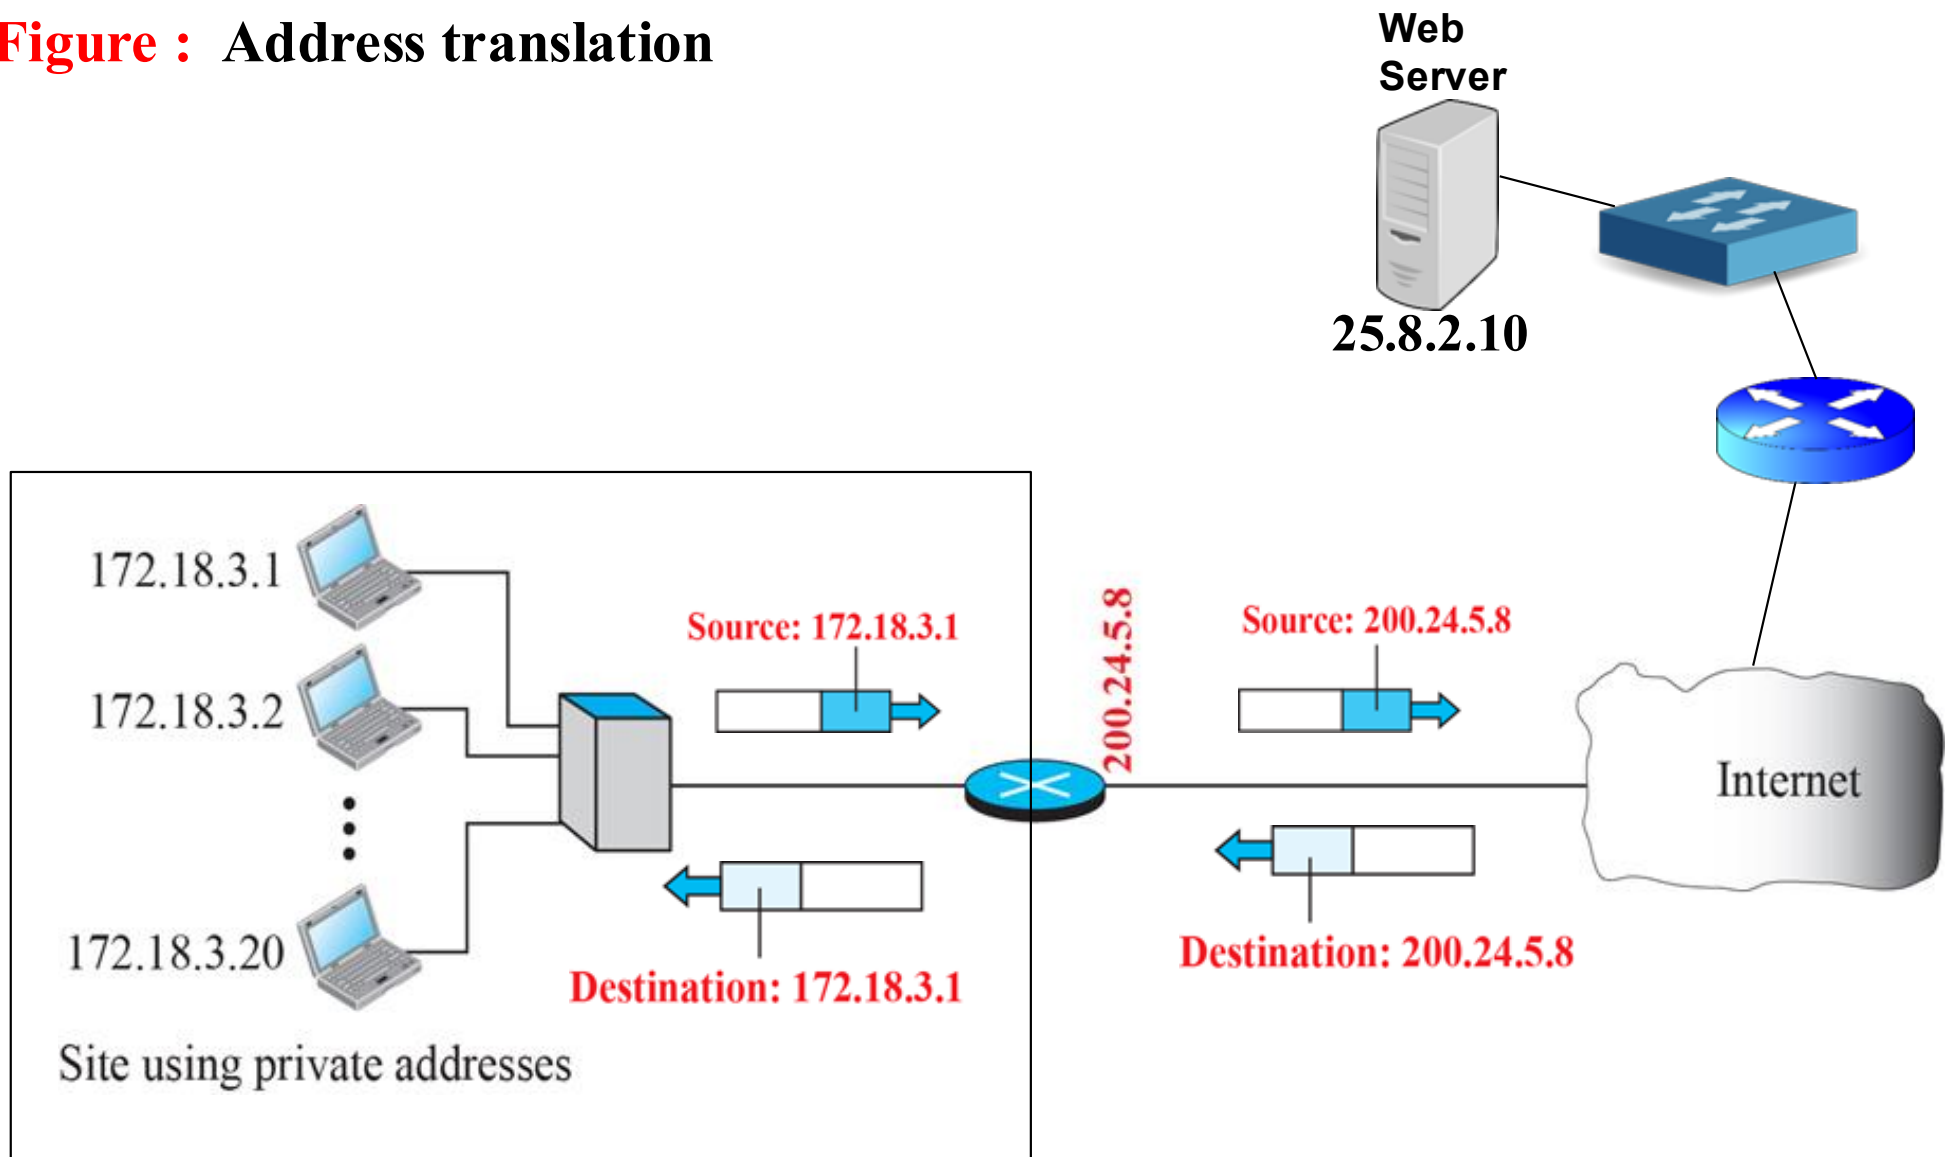 Figure : Address translation
Web
Server
25.8.2.10
172.18.3.1
Source: 172.18.3.1
200.24.5.8
Source: 200.24.5.8
172.18.3.2
Internet
172.18.3.20
Destination: 172.18.3.1
Destination: 200.24.5.8
Site using private addresses